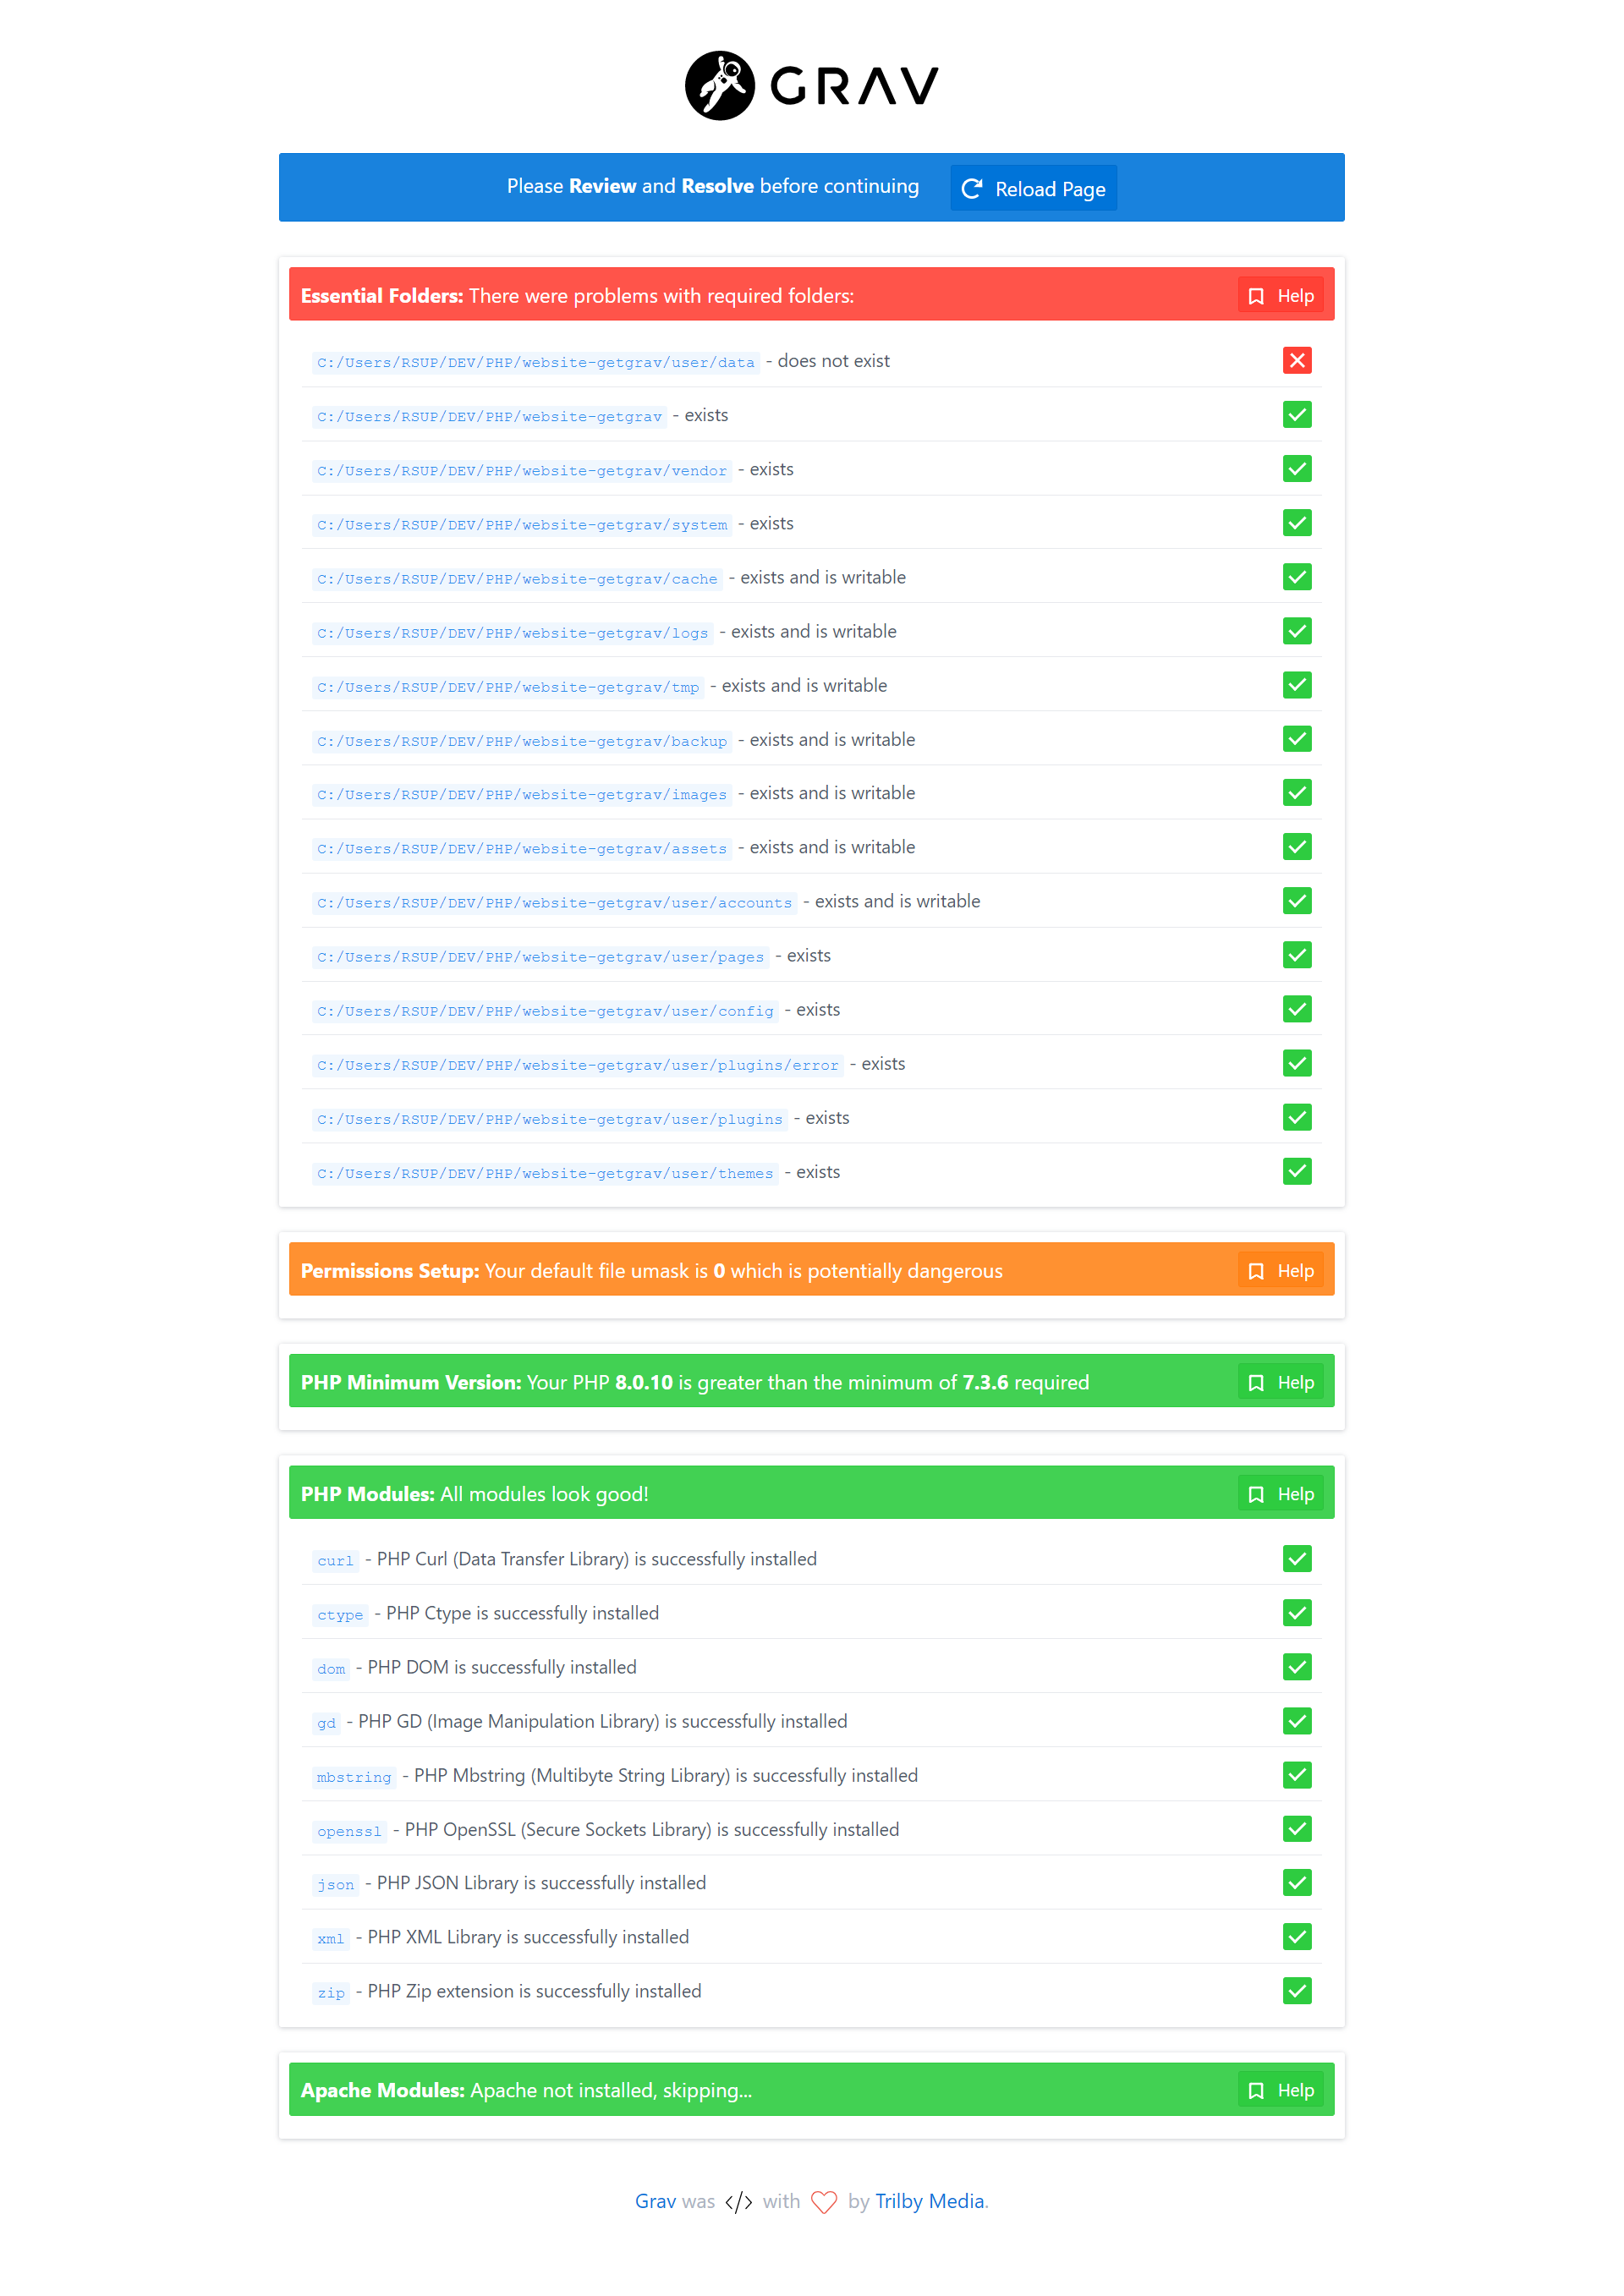 GRAV
Please Review and Resolve before continuing Reload Page
Essential Folders: There were problems with required folders: Help
C:/Users/RSUP/DEV/PHP/website-getgrav/user/data - does not exist
C:/Users/RSUP/DEV/PHP/website-getgrav - exists
C:/Users/RSUP/DEV/PHP/website-getgrav/vendor - exists
C:/Users/RSUP/DEV/PHP/website-getgrav/system - exists
C:/Users/RSUP/DEV/PHP/website-getgrav/cache - exists and is writable
C:/Users/RSUP/DEV/PHP/website-getgrav/logs - exists and is writable
C:/Users/RSUP/DEV/PHP/website-getgrav/tmp - exists and is writable
C:/Users/RSUP/DEV/PHP/website-getgrav/backup - exists and is writable
C:/Users/RSUP/DEV/PHP/website-getgrav/images - exists and is writable
C:/Users/RSUP/DEV/PHP/website-getgrav/assets - exists and is writable
C:/Users/RSUP/DEV/PHP/website-getgrav/user/accounts - exists and is writable
C:/Users/RSUP/DEV/PHP/website-getgrav/user/pages - exists
C:/Users/RSUP/DEV/PHP/website-getgrav/user/config - exists
C:/Users/RSUP/DEV/PHP/website-getgrav/user/plugins/error - exists
C:/Users/RSUP/DEV/PHP/website-getgrav/user/plugins - exists
C:/Users/RSUP/DEV/PHP/website-getgrav/user/themes - exists
Permissions Setup: Your default file umask is 0 which is potentially dangerous Help
PHP Minimum Version: Your PHP 8.0.10 is greater than the minimum of 7.3.6 required Help
PHP Modules: All modules look good! Help
curl - PHP Curl (Data Transfer Library) is successfully installed
ctype - PHP Ctype is successfully installed
dom - PHP DOM is successfully installed
gd - PHP GD (Image Manipulation Library) is successfully installed
mbstring - PHP Mbstring (Multibyte String Library) is successfully installed
openssl - PHP OpenSSL (Secure Sockets Library) is successfully installed
json - PHP JSON Library is successfully installed
xml - PHP XML Library is successfully installed
zip - PHP Zip extension is successfully installed
Apache Modules: Apache not installed, skipping... Help
Grav was </> with by Trilby Media.